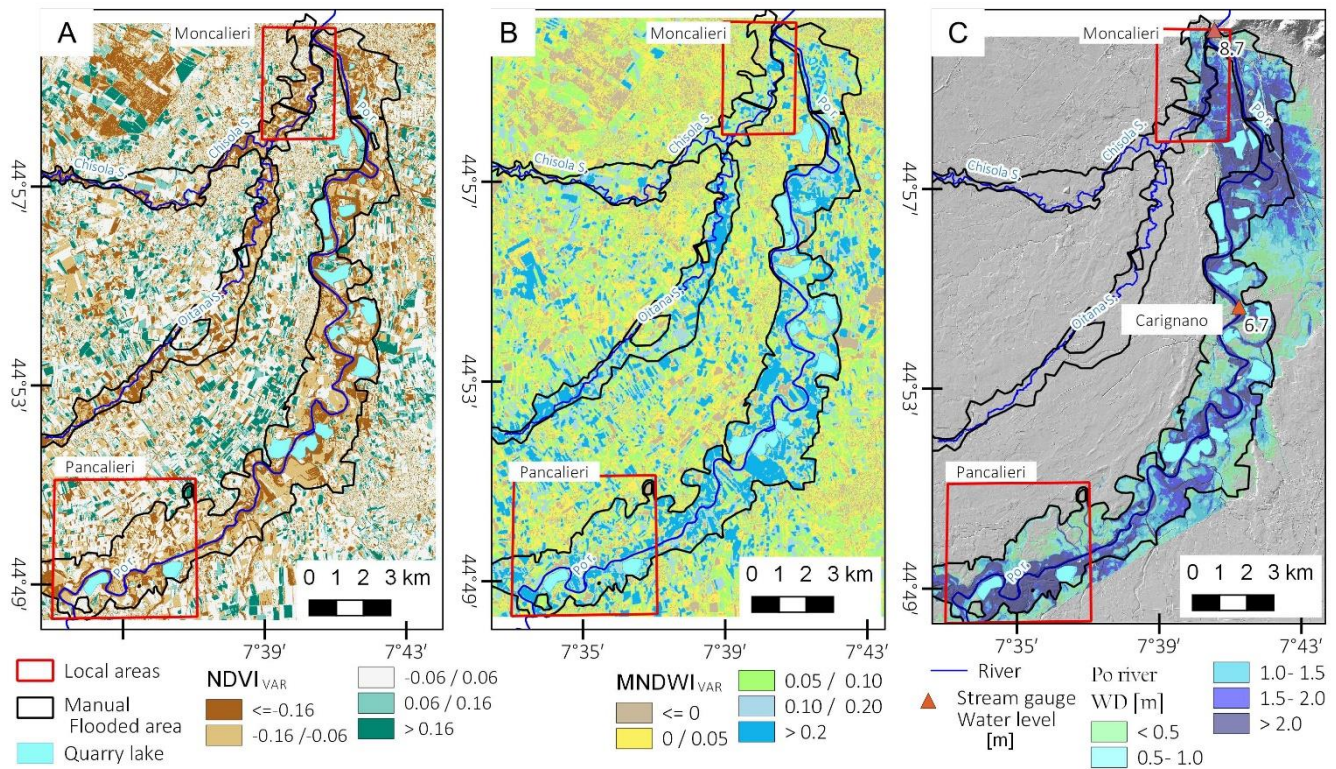 A
Moncalieri
Chisola S.
Chisola S.
Po r.
Oitana S.
Pancalieri
Po r.
44°57'
44°53'
44°49'
0 1 2 3 km
7°39'
7°43'
B
Moncalieri
Chisola S.
Chisola S.
Po r.
Oitana S.
Pancalieri
Po r.
44°57'
44°53'
44°49'
0 1 2 3 km
7°39'
7°43'
C
Moncalieri
8.7
Chisola S.
Chisola S.
Po r.
Oitana S.
Carignano
6.7
Pancalieri
Po r.
44°57'
44°53'
44°49'
0 1 2 3 km
7°35'
7°39'
7°43'
Local areas
Manual
Flooded area
Quarry lake
NDVI VAR
<=-0.16
-0.16/-0.06
-0.06 / 0.06
0.06 / 0.16
> 0.16
MNDWI VAR
<= 0
0 / 0.05
0.05 / 0.10
0.10 / 0.20
> 0.2
River
Stream gauge
Water level
[m]
Po river
WD [m]
< 0.5
0.5- 1.0
1.0- 1.5
1.5- 2.0
> 2.0